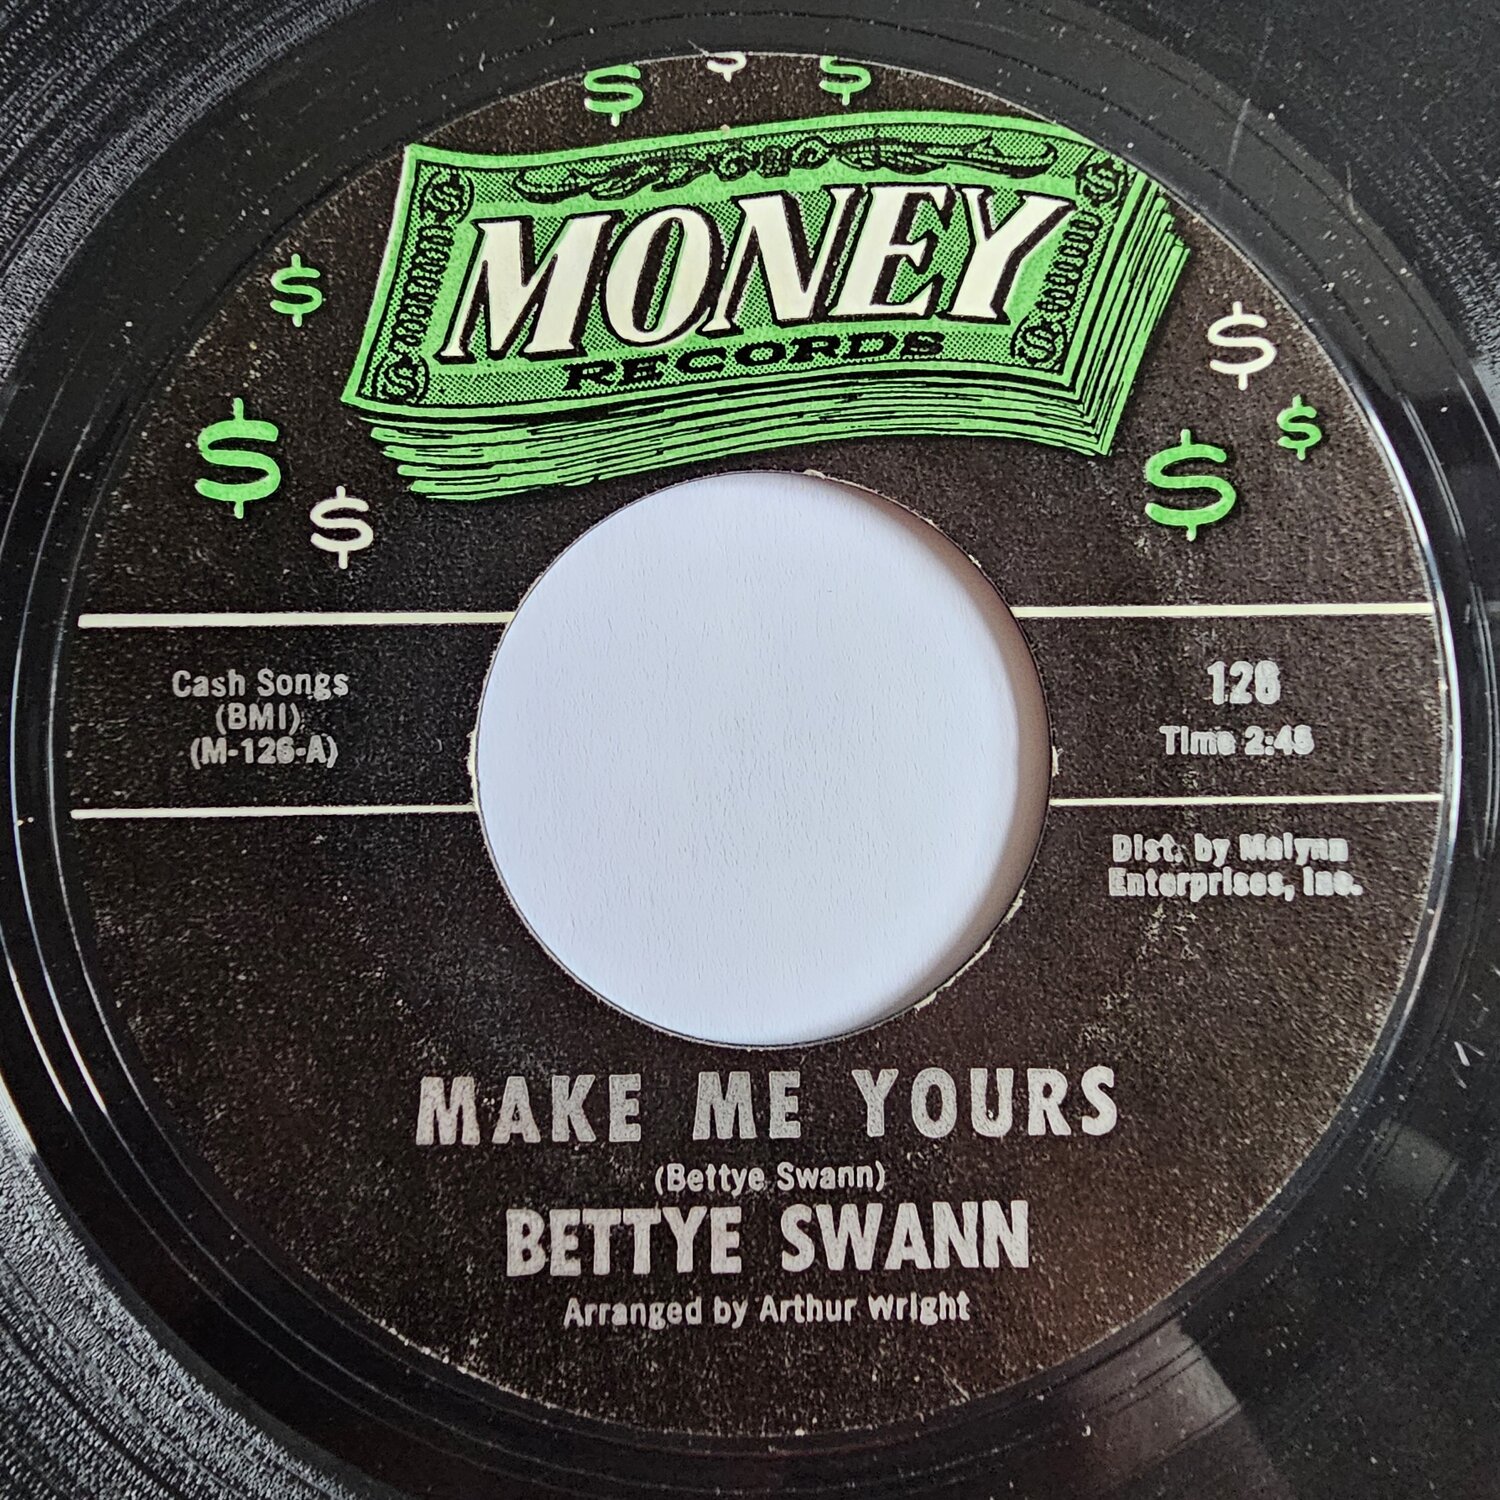 $ $ $
MONEY
RECORDS
$ $
$ $
$ $
Cash Songs
(BMI)
(M-126-A)
126
Time 2:45
Dist. by Malynn
Enterprises, Inc.
MAKE ME YOURS
(Bettye Swann)
BETTYE SWANN
Arranged by Arthur Wright